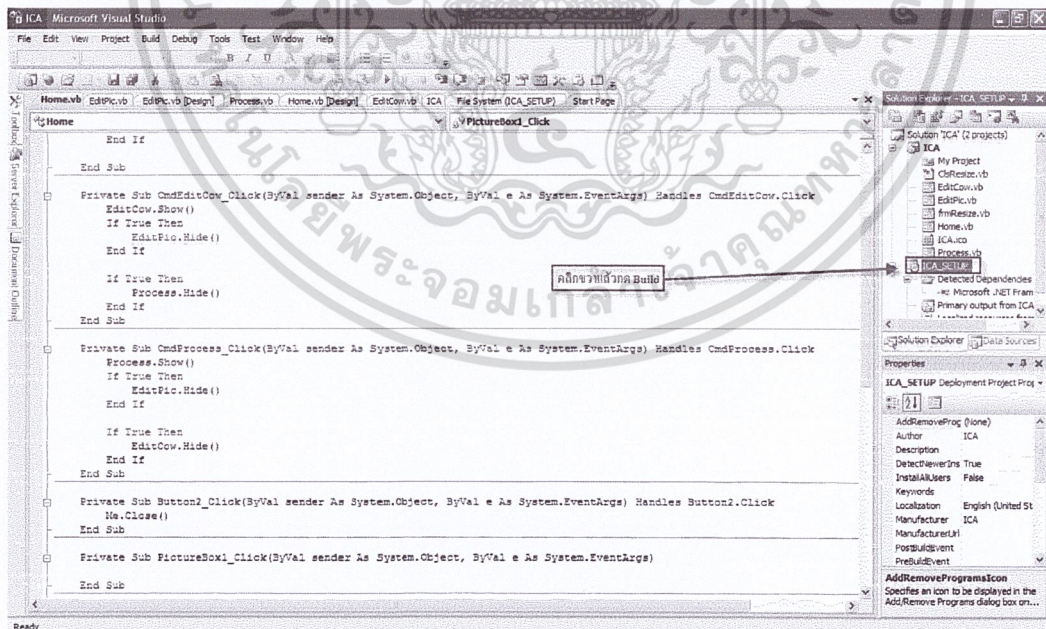 ICA - Microsoft Visual Studio
File Edit View Project Build Debug Tools Test Window Help
Home.vb EditPic.vb EditPic.vb [Design] Process.vb Home.vb [Design] EditCow.vb ICA File System (ICA_SETUP) Start Page
Home PictureBox1_Click
End If
End Sub
Private Sub CmdEditCow_Click(ByVal sender As System.Object, ByVal e As System.EventArgs) Handles CmdEditCow.Click
EditCow.Show()
If True Then
EditPic.Hide()
End If
If True Then
Process.Hide()
End If
End Sub
Private Sub CmdProcess_Click(ByVal sender As System.Object, ByVal e As System.EventArgs) Handles CmdProcess.Click
Process.Show()
If True Then
EditPic.Hide()
End If
If True Then
EditCow.Hide()
End If
End Sub
Private Sub Button2_Click(ByVal sender As System.Object, ByVal e As System.EventArgs) Handles Button2.Click
Me.Close()
End Sub
Private Sub PictureBox1_Click(ByVal sender As System.Object, ByVal e As System.EventArgs)
End Sub
คลิกขวาแล้วกด Build
Toolbox
Server Explorer
Document Outline
Solution Explorer - ICA_SETUP
Solution 'ICA' (2 projects)
ICA
My Project
ClsResize.vb
EditCow.vb
EditPic.vb
frmResize.vb
Home.vb
ICA.ico
Process.vb
ICA_SETUP
Detected Dependencies
Microsoft .NET Fram
Primary output from ICA
Localized resources from
Solution Explorer Data Sources
Properties
ICA_SETUP Deployment Project Prop
AddRemoveProg (None)
Author ICA
Description
DetectNewerIns True
InstallAllUsers False
Keywords
Localization English (United St
Manufacturer ICA
ManufacturerUrl
PostBuildEvent
PreBuildEvent
AddRemoveProgramsIcon
Specifies an icon to be displayed in the
Add/Remove Programs dialog box on...
Ready